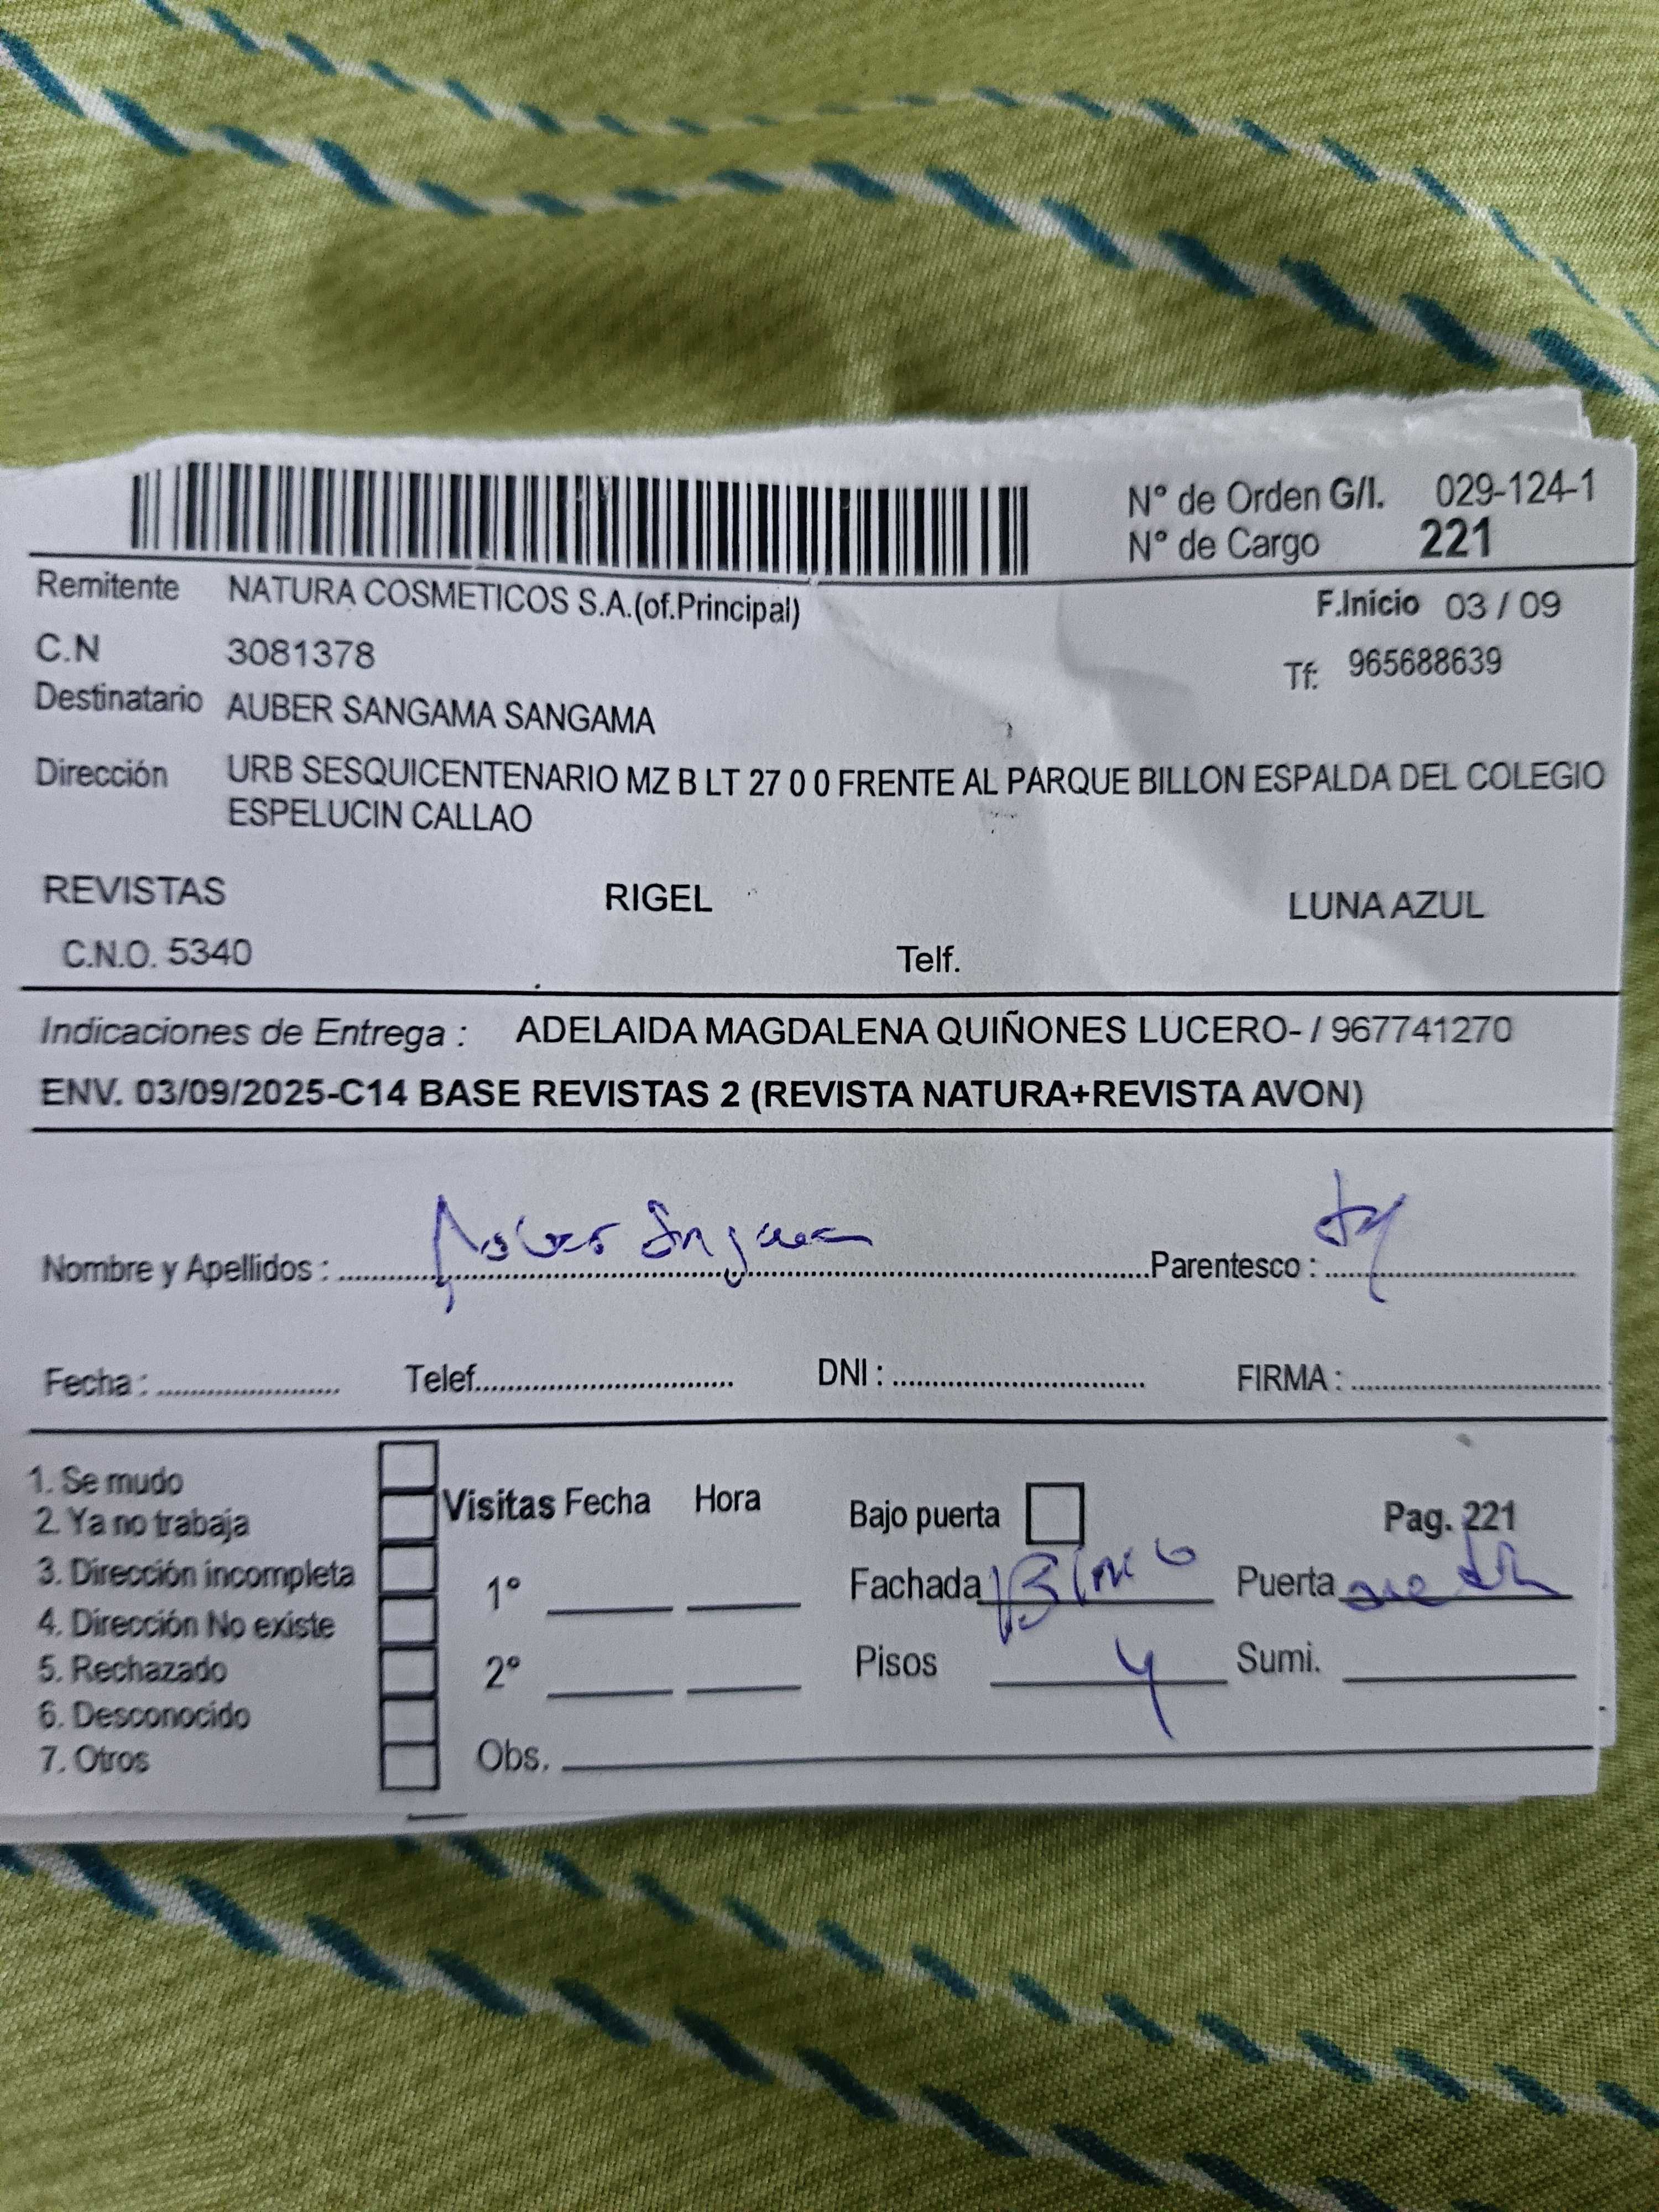 N° de Orden G/I. 029-124-1
N° de Cargo 221
Remitente NATURA COSMETICOS S.A.(of.Principal) F.Inicio 03 / 09
C.N 3081378 Tf: 965688639
Destinatario AUBER SANGAMA SANGAMA
Dirección URB SESQUICENTENARIO MZ B LT 27 0 0 FRENTE AL PARQUE BILLON ESPALDA DEL COLEGIO
ESPELUCIN CALLAO
REVISTAS RIGEL LUNA AZUL
C.N.O. 5340 Telf.
Indicaciones de Entrega : ADELAIDA MAGDALENA QUIÑONES LUCERO- / 967741270
ENV. 03/09/2025-C14 BASE REVISTAS 2 (REVISTA NATURA+REVISTA AVON)
Nombre y Apellidos : Auber Sangama Parentesco :
Fecha : Telef. DNI : FIRMA :
1. Se mudo
2. Ya no trabaja
3. Dirección incompleta
4. Dirección No existe
5. Rechazado
6. Desconocido
7. Otros
Visitas Fecha Hora
1°
2°
Obs.
Bajo puerta Pag. 221
Fachada Blanco Puerta
Pisos 4 Sumi.